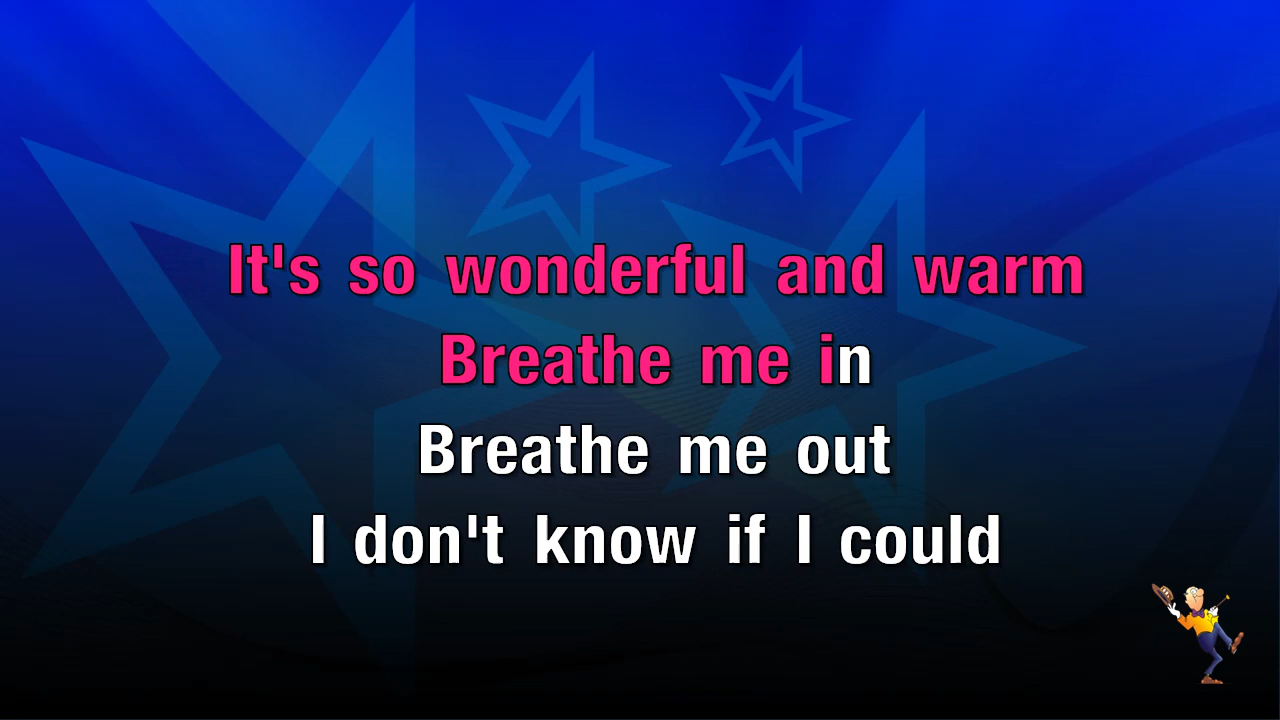 It's so wonderful and warm
Breathe me in
Breathe me out
I don't know if I could